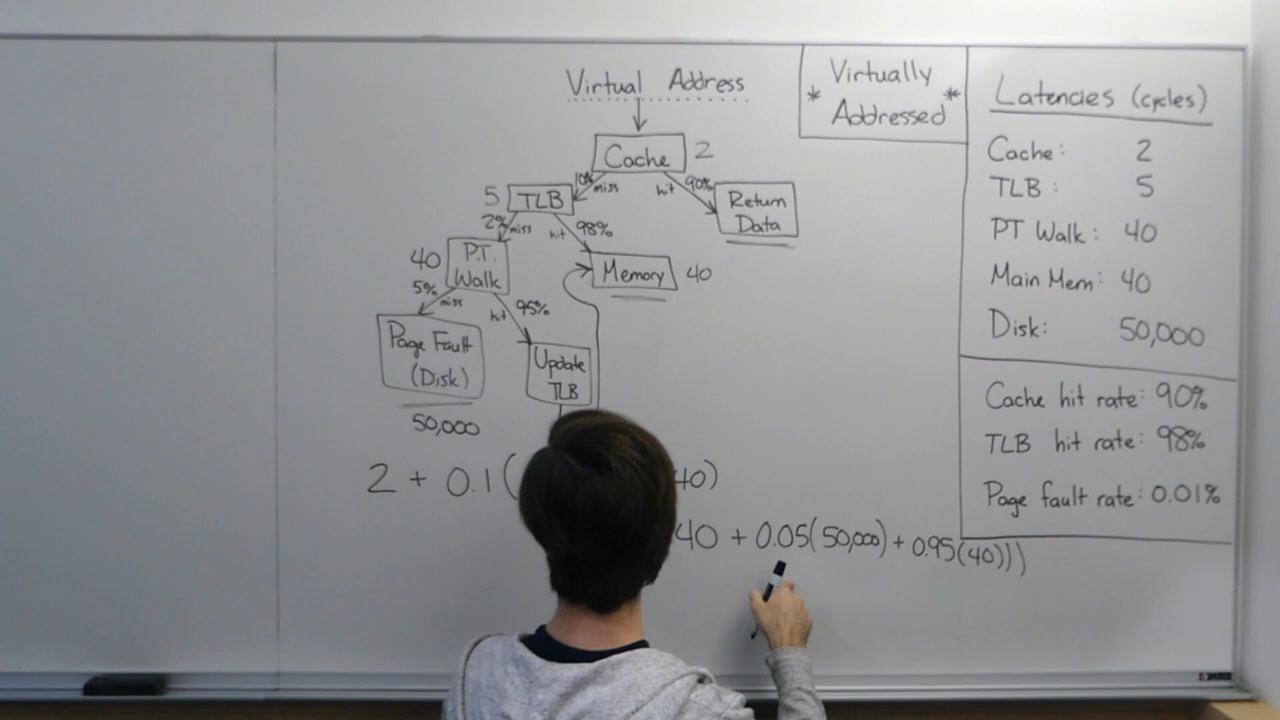 Virtual Address
* Virtually Addressed *
Cache 2
10% miss hit 90%
5 TLB
Return Data
2% miss hit 98%
40 P.T. Walk
Memory 40
5% miss hit 95%
Page Fault (Disk)
50,000
Update TLB
2 + 0.1( 40)
40 + 0.05(50,000) + 0.95(40)))
Latencies (cycles)
Cache: 2
TLB: 5
PT Walk: 40
Main Mem: 40
Disk: 50,000
Cache hit rate: 90%
TLB hit rate: 98%
Page fault rate: 0.01%